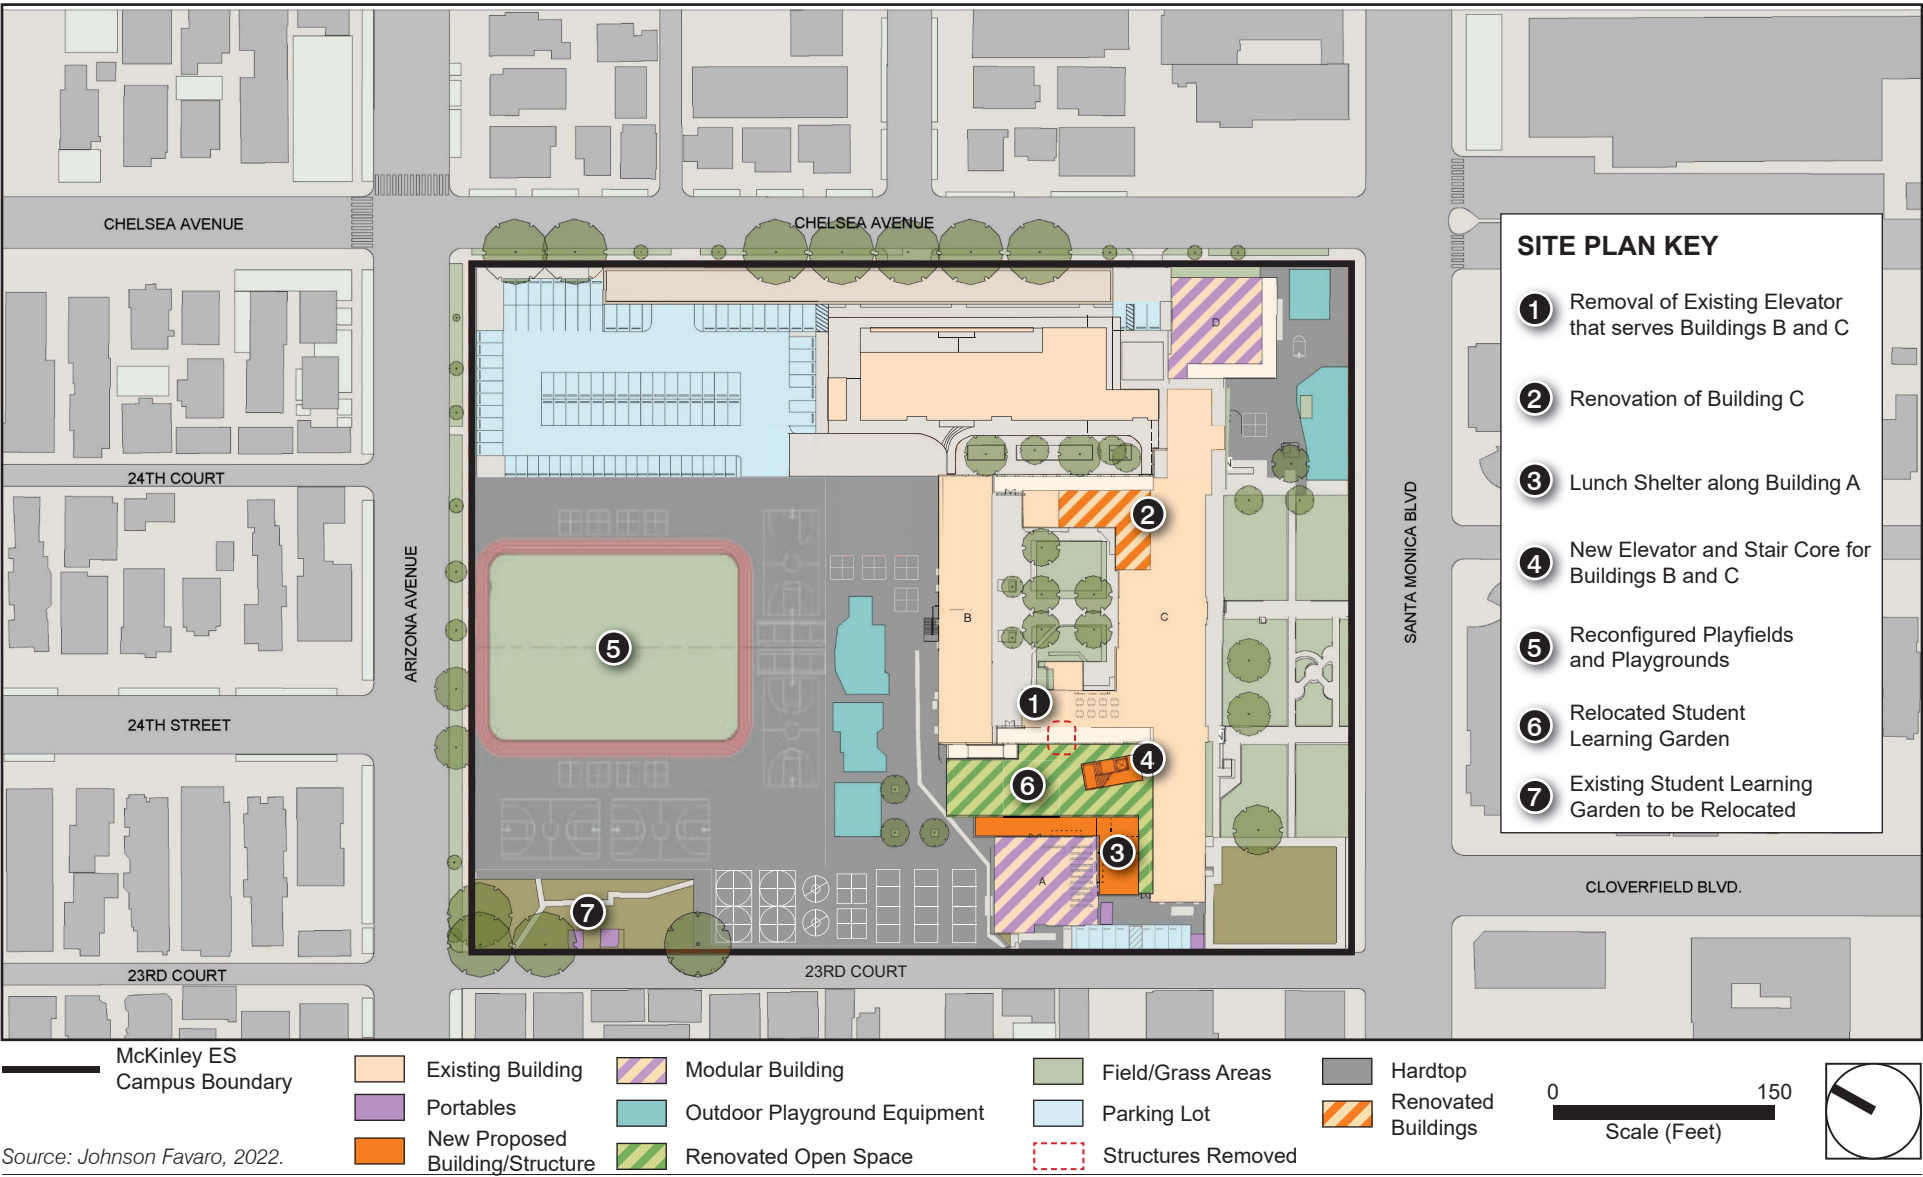 CHELSEA AVENUE
CHELSEA AVENUE
24TH COURT
24TH STREET
23RD COURT
23RD COURT
ARIZONA AVENUE
SANTA MONICA BLVD
CLOVERFIELD BLVD.
D
B
C
A
2
5
1
4
6
3
7
SITE PLAN KEY
1 Removal of Existing Elevator
that serves Buildings B and C
2 Renovation of Building C
3 Lunch Shelter along Building A
4 New Elevator and Stair Core for
Buildings B and C
5 Reconfigured Playfields
and Playgrounds
6 Relocated Student
Learning Garden
7 Existing Student Learning
Garden to be Relocated
McKinley ES
Campus Boundary
Existing Building
Portables
New Proposed
Building/Structure
Modular Building
Outdoor Playground Equipment
Renovated Open Space
Field/Grass Areas
Parking Lot
Structures Removed
Hardtop
Renovated
Buildings
0 150
Scale (Feet)
Source: Johnson Favaro, 2022.